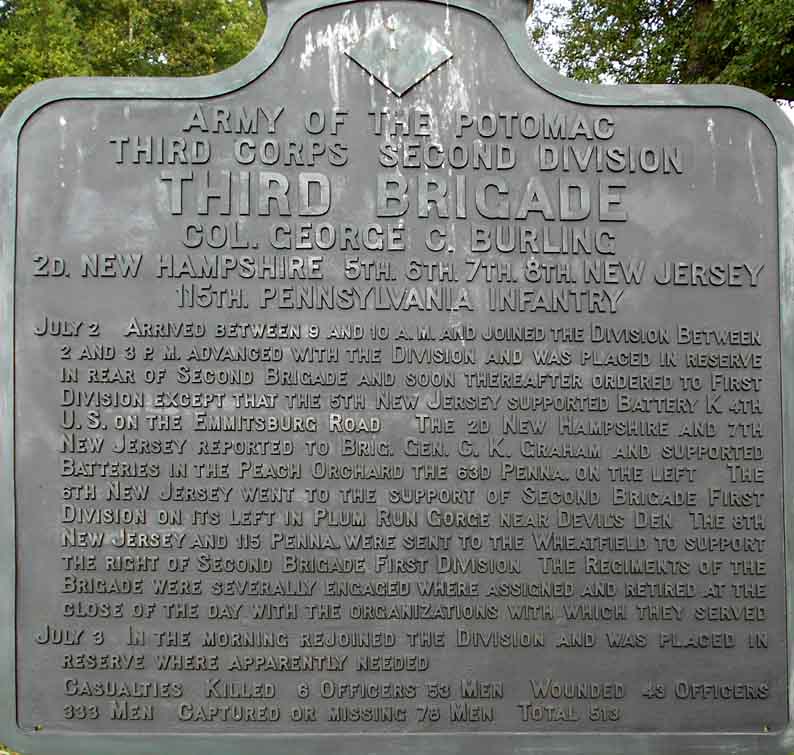 ARMY OF THE POTOMAC
THIRD CORPS SECOND DIVISION
THIRD BRIGADE
COL. GEORGE C. BURLING
2D. NEW HAMPSHIRE 5TH. 6TH. 7TH. 8TH. NEW JERSEY
115TH. PENNSYLVANIA INFANTRY
JULY 2 ARRIVED BETWEEN 9 AND 10 A.M. AND JOINED THE DIVISION BETWEEN
2 AND 3 P.M. ADVANCED WITH THE DIVISION AND WAS PLACED IN RESERVE
IN REAR OF SECOND BRIGADE AND SOON THEREAFTER ORDERED TO FIRST
DIVISION EXCEPT THAT THE 5TH NEW JERSEY SUPPORTED BATTERY K 4TH
U.S. ON THE EMMITSBURG ROAD THE 2D NEW HAMPSHIRE AND 7TH
NEW JERSEY REPORTED TO BRIG. GEN. C. K. GRAHAM AND SUPPORTED
BATTERIES IN THE PEACH ORCHARD THE 63D PENNA. ON THE LEFT THE
6TH NEW JERSEY WENT TO THE SUPPORT OF SECOND BRIGADE FIRST
DIVISION ON ITS LEFT IN PLUM RUN GORGE NEAR DEVIL'S DEN THE 8TH
NEW JERSEY AND 115 PENNA. WERE SENT TO THE WHEATFIELD TO SUPPORT
THE RIGHT OF SECOND BRIGADE FIRST DIVISION THE REGIMENTS OF THE
BRIGADE WERE SEVERALLY ENGAGED WHERE ASSIGNED AND RETIRED AT THE
CLOSE OF THE DAY WITH THE ORGANIZATIONS WITH WHICH THEY SERVED
JULY 3 IN THE MORNING REJOINED THE DIVISION AND WAS PLACED IN
RESERVE WHERE APPARENTLY NEEDED
CASUALTIES KILLED 6 OFFICERS 53 MEN WOUNDED 43 OFFICERS
333 MEN CAPTURED OR MISSING 78 MEN TOTAL 513